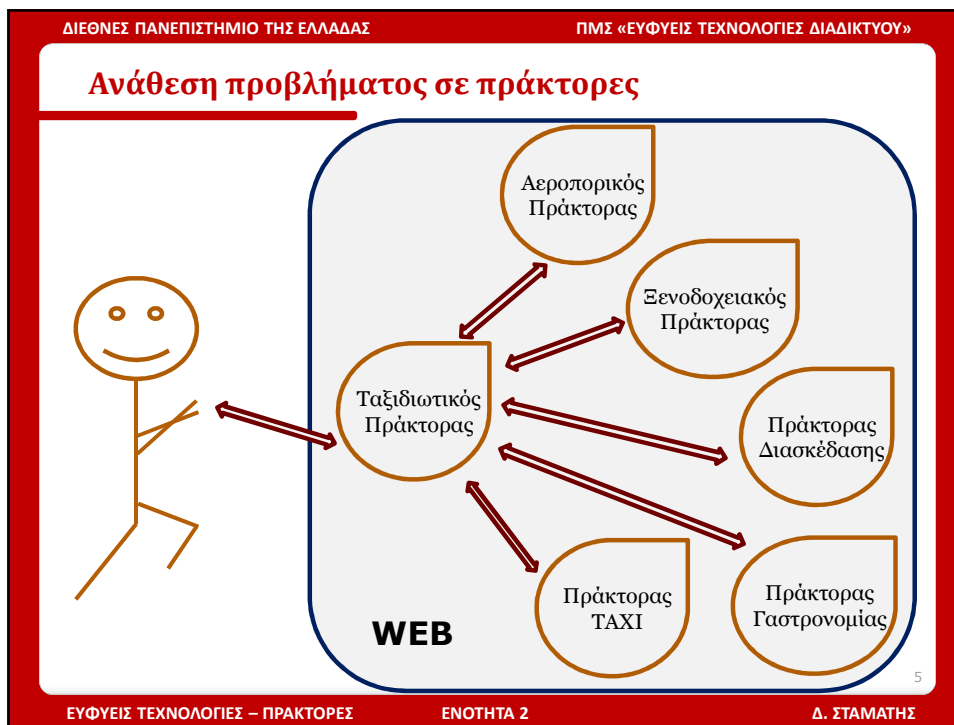 ΔΙΕΘΝΕΣ ΠΑΝΕΠΙΣΤΗΜΙΟ ΤΗΣ ΕΛΛΑΔΑΣ
ΠΜΣ «ΕΥΦΥΕΙΣ ΤΕΧΝΟΛΟΓΙΕΣ ΔΙΑΔΙΚΤΥΟΥ»
Ανάθεση προβλήματος σε πράκτορες
Αεροπορικός
Πράκτορας
Ξενοδοχειακός
Πράκτορας
Ταξιδιωτικός
Πράκτορας
Πράκτορας
Διασκέδασης
Πράκτορας
TAXI
Πράκτορας
Γαστρονομίας
WEB
5
ΕΥΦΥΕΙΣ ΤΕΧΝΟΛΟΓΙΕΣ – ΠΡΑΚΤΟΡΕΣ
ΕΝΟΤΗΤΑ 2
Δ. ΣΤΑΜΑΤΗΣ